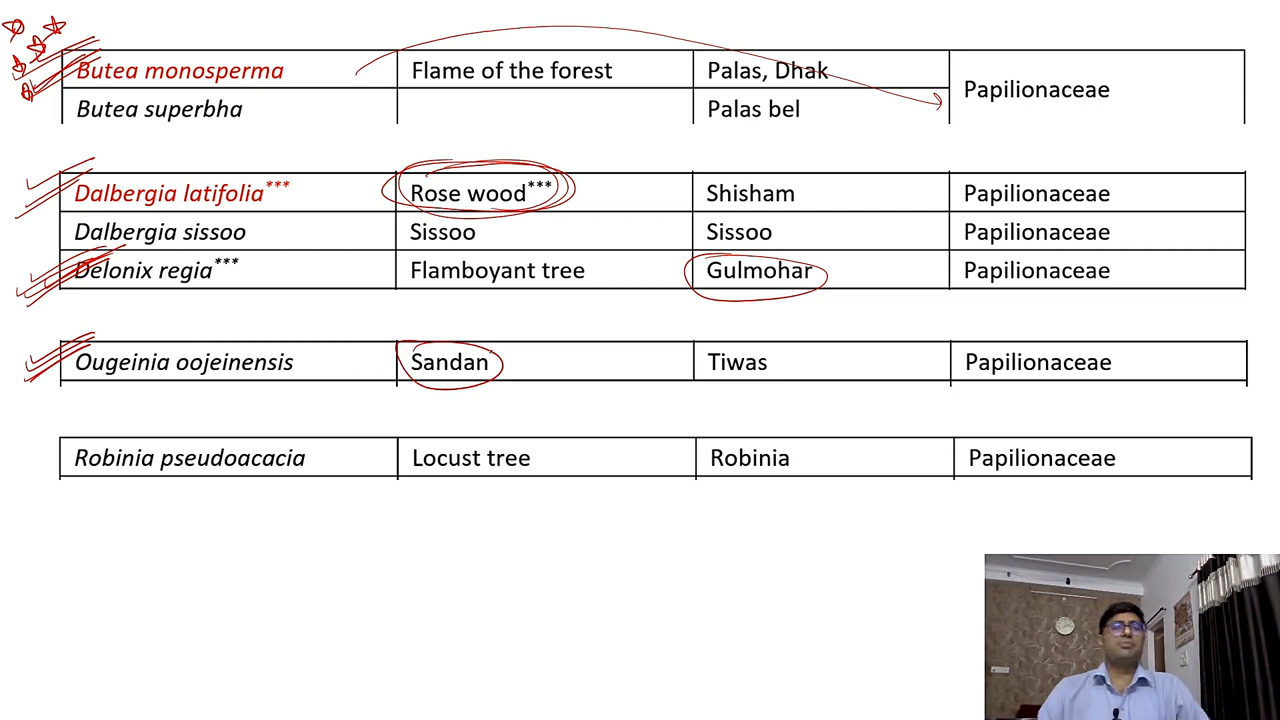 Butea monosperma Flame of the forest Palas, Dhak Papilionaceae
Butea superbha Palas bel
Dalbergia latifolia*** Rose wood*** Shisham Papilionaceae
Dalbergia sissoo Sissoo Sissoo Papilionaceae
Delonix regia*** Flamboyant tree Gulmohar Papilionaceae
Ougeinia oojeinensis Sandan Tiwas Papilionaceae
Robinia pseudoacacia Locust tree Robinia Papilionaceae